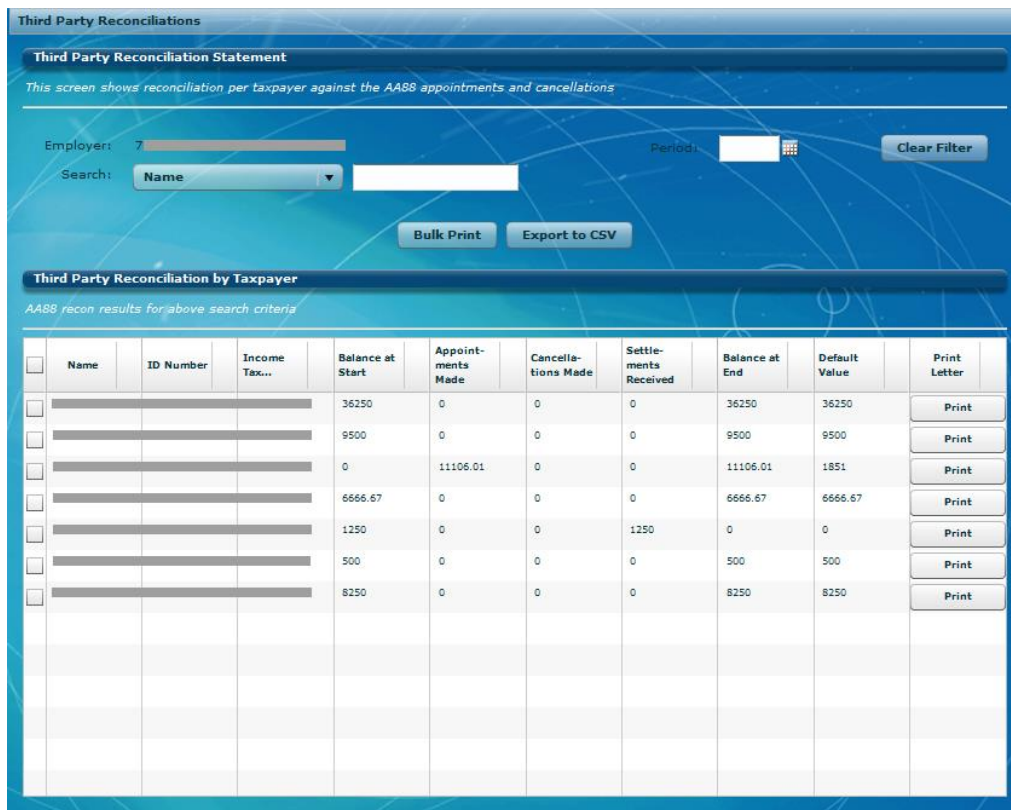 Third Party Reconciliations
Third Party Reconciliation Statement
This screen shows reconciliation per taxpayer against the AA88 appointments and cancellations
Employer: 7
Period:
Clear Filter
Search: Name
Bulk Print Export to CSV
Third Party Reconciliation by Taxpayer
AA88 recon results for above search criteria
Name ID Number Income Tax... Balance at Start Appoint-ments Made Cancella-tions Made Settle-ments Received Balance at End Default Value Print Letter
36250 0 0 0 36250 36250 Print
9500 0 0 0 9500 9500 Print
0 11106.01 0 0 11106.01 1851 Print
6666.67 0 0 0 6666.67 6666.67 Print
1250 0 0 1250 0 0 Print
500 0 0 0 500 500 Print
8250 0 0 0 8250 8250 Print